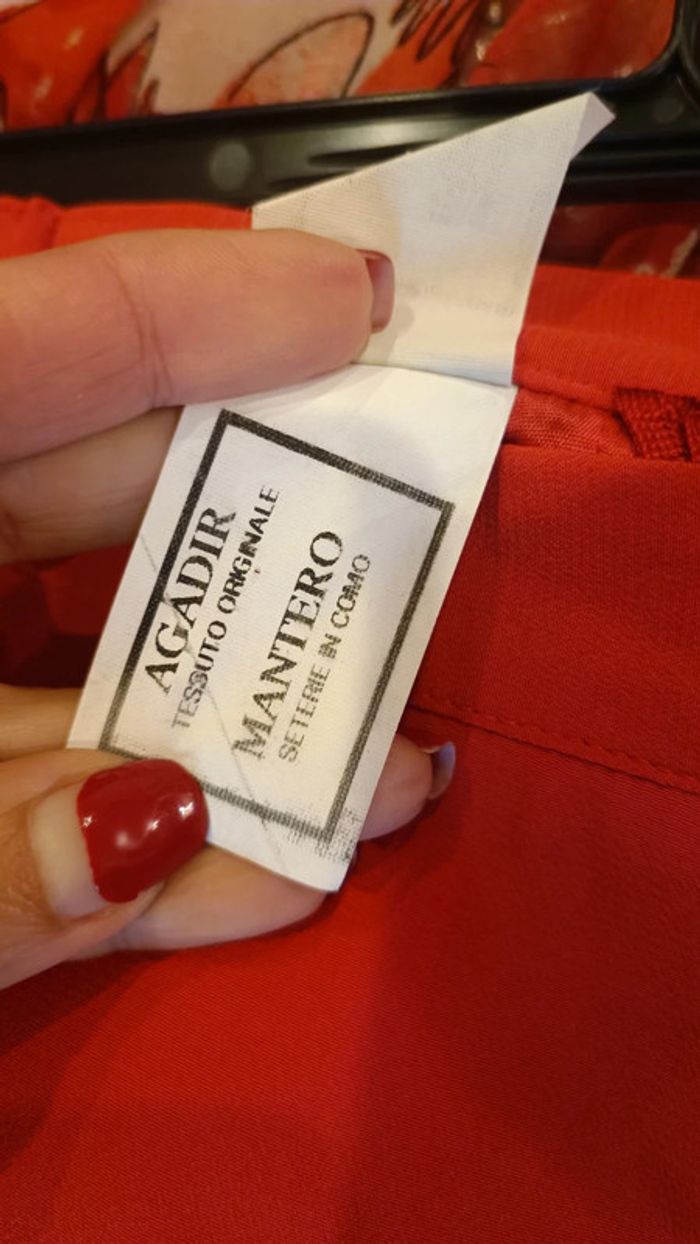 AGADIR
TESSUTO ORIGINALE
MANTERO
SETERIE IN COMO